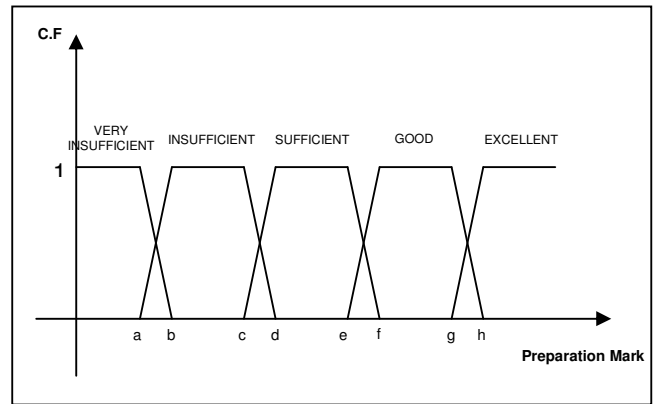 C.F
VERY
INSUFFICIENT INSUFFICIENT SUFFICIENT GOOD EXCELLENT
1
a b c d e f g h
Preparation Mark